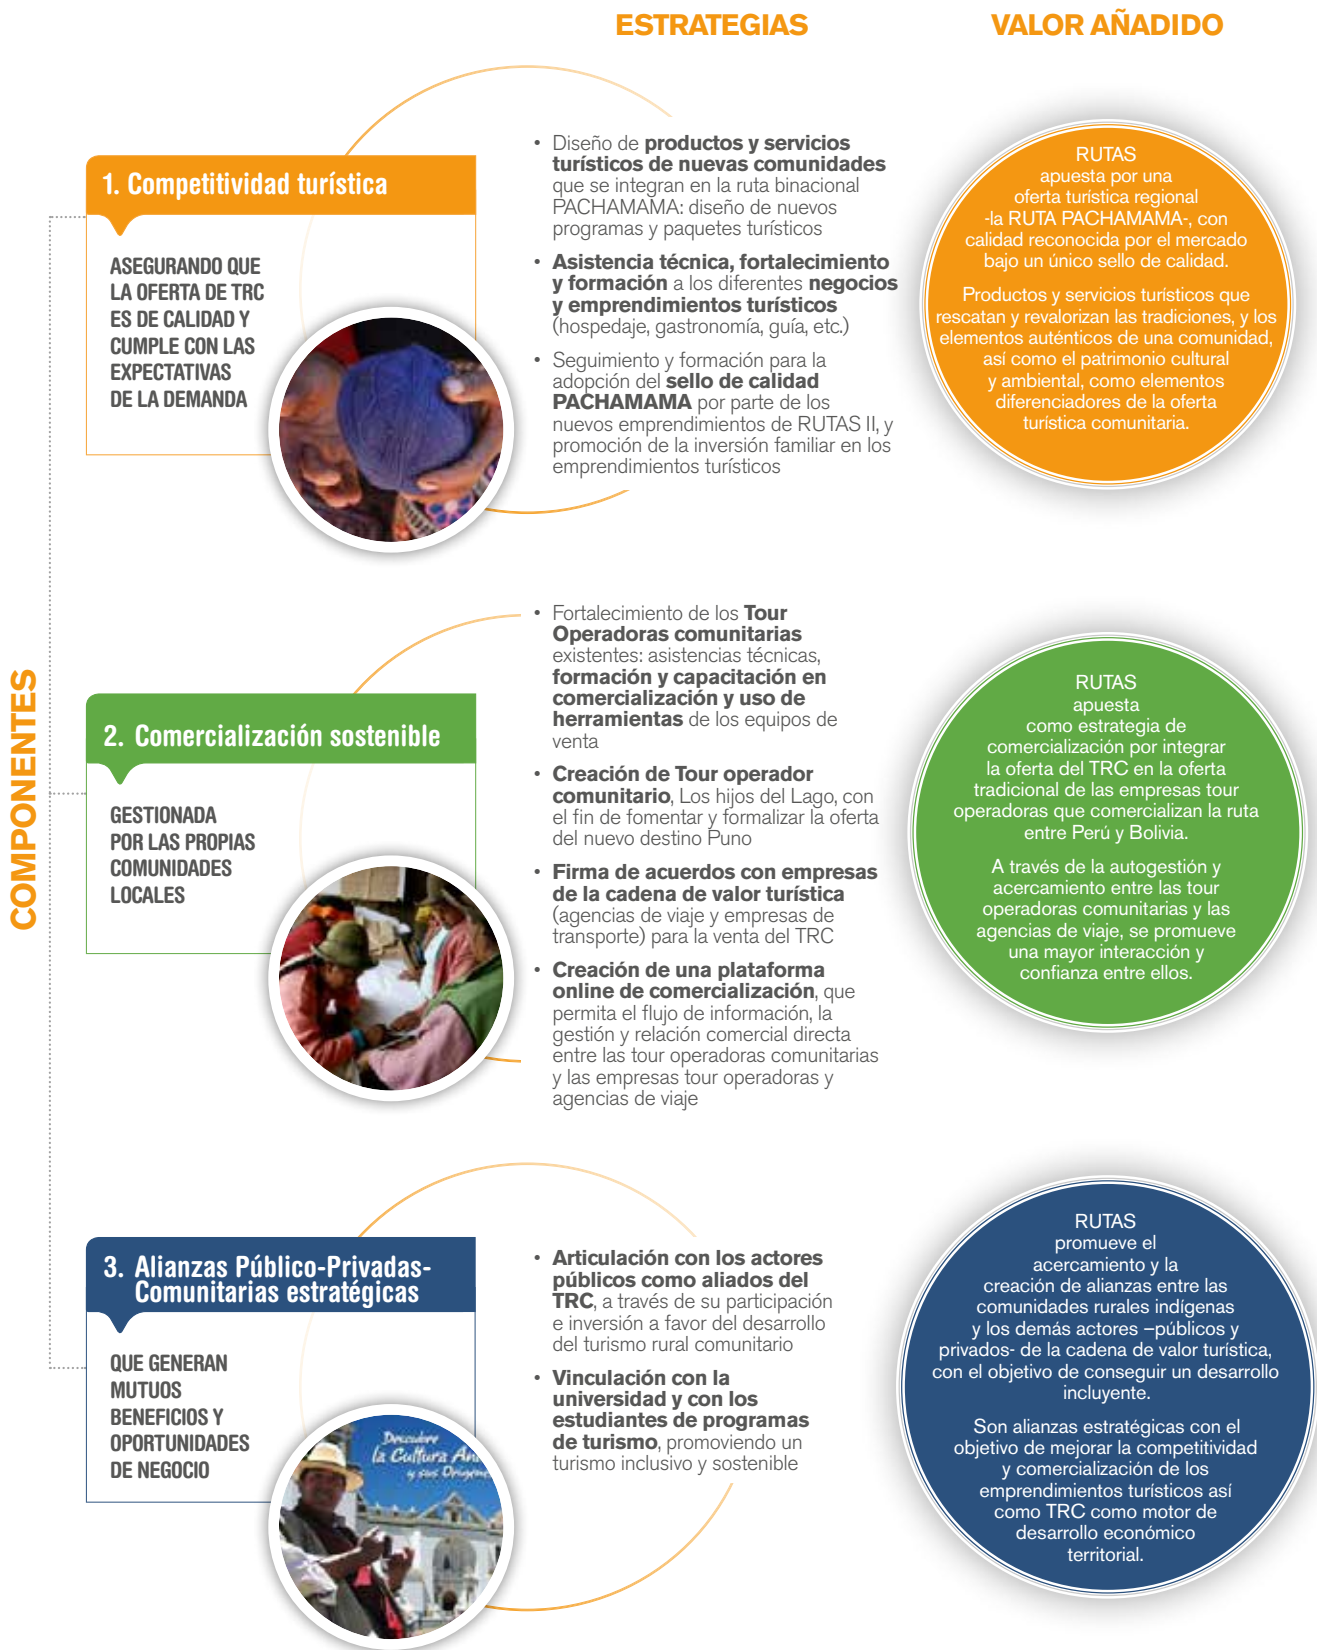 ESTRATEGIAS
VALOR AÑADIDO
COMPONENTES
1. Competitividad turística
ASEGURANDO QUE
LA OFERTA DE TRC
ES DE CALIDAD Y
CUMPLE CON LAS
EXPECTATIVAS
DE LA DEMANDA
• Diseño de productos y servicios
turísticos de nuevas comunidades
que se integran en la ruta binacional
PACHAMAMA: diseño de nuevos
programas y paquetes turísticos
• Asistencia técnica, fortalecimiento
y formación a los diferentes negocios
y emprendimientos turísticos
(hospedaje, gastronomía, guía, etc.)
• Seguimiento y formación para la
adopción del sello de calidad
PACHAMAMA por parte de los
nuevos emprendimientos de RUTAS II, y
promoción de la inversión familiar en los
emprendimientos turísticos
RUTAS
apuesta por una
oferta turística regional
-la RUTA PACHAMAMA-, con
calidad reconocida por el mercado
bajo un único sello de calidad.
Productos y servicios turísticos que
rescatan y revalorizan las tradiciones, y los
elementos auténticos de una comunidad,
así como el patrimonio cultural
y ambiental, como elementos
diferenciadores de la oferta
turística comunitaria.
2. Comercialización sostenible
GESTIONADA
POR LAS PROPIAS
COMUNIDADES
LOCALES
• Fortalecimiento de los Tour
Operadoras comunitarias
existentes: asistencias técnicas,
formación y capacitación en
comercialización y uso de
herramientas de los equipos de
venta
• Creación de Tour operador
comunitario, Los hijos del Lago, con
el fin de fomentar y formalizar la oferta
del nuevo destino Puno
• Firma de acuerdos con empresas
de la cadena de valor turística
(agencias de viaje y empresas de
transporte) para la venta del TRC
• Creación de una plataforma
online de comercialización, que
permita el flujo de información, la
gestión y relación comercial directa
entre las tour operadoras comunitarias
y las empresas tour operadoras y
agencias de viaje
RUTAS
apuesta
como estrategia de
comercialización por integrar
la oferta del TRC en la oferta
tradicional de las empresas tour
operadoras que comercializan la ruta
entre Perú y Bolivia.
A través de la autogestión y
acercamiento entre las tour
operadoras comunitarias y las
agencias de viaje, se promueve
una mayor interacción y
confianza entre ellos.
3. Alianzas Público-Privadas-
Comunitarias estratégicas
QUE GENERAN
MUTUOS
BENEFICIOS Y
OPORTUNIDADES
DE NEGOCIO
Descubre
la Cultura An
y sus Orígene
• Articulación con los actores
públicos como aliados del
TRC, a través de su participación
e inversión a favor del desarrollo
del turismo rural comunitario
• Vinculación con la
universidad y con los
estudiantes de programas
de turismo, promoviendo un
turismo inclusivo y sostenible
RUTAS
promueve el
acercamiento y la
creación de alianzas entre las
comunidades rurales indígenas
y los demás actores –públicos y
privados- de la cadena de valor turística,
con el objetivo de conseguir un desarrollo
incluyente.
Son alianzas estratégicas con el
objetivo de mejorar la competitividad
y comercialización de los
emprendimientos turísticos así
como TRC como motor de
desarrollo económico
territorial.